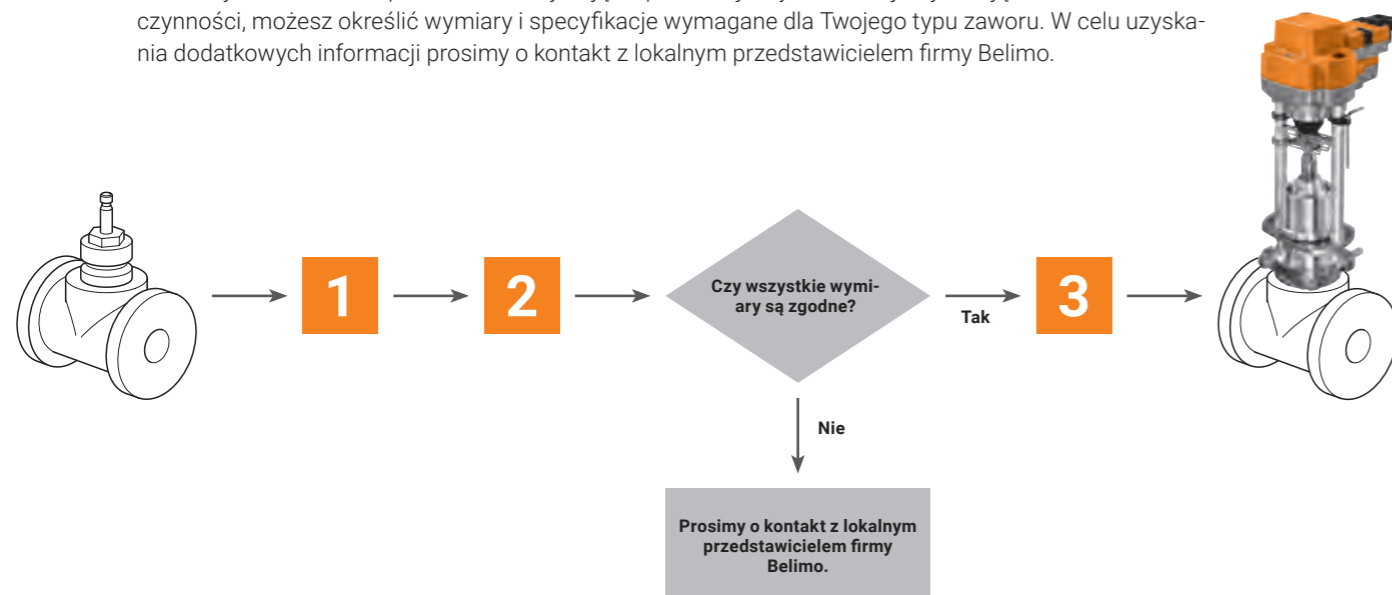 czynności, możesz określić wymiary i specyfikacje wymagane dla Twojego typu zaworu. W celu uzyska-
nia dodatkowych informacji prosimy o kontakt z lokalnym przedstawicielem firmy Belimo.
1
2
Czy wszystkie wymi-
ary są zgodne?
Tak
3
Nie
Prosimy o kontakt z lokalnym
przedstawicielem firmy
Belimo.